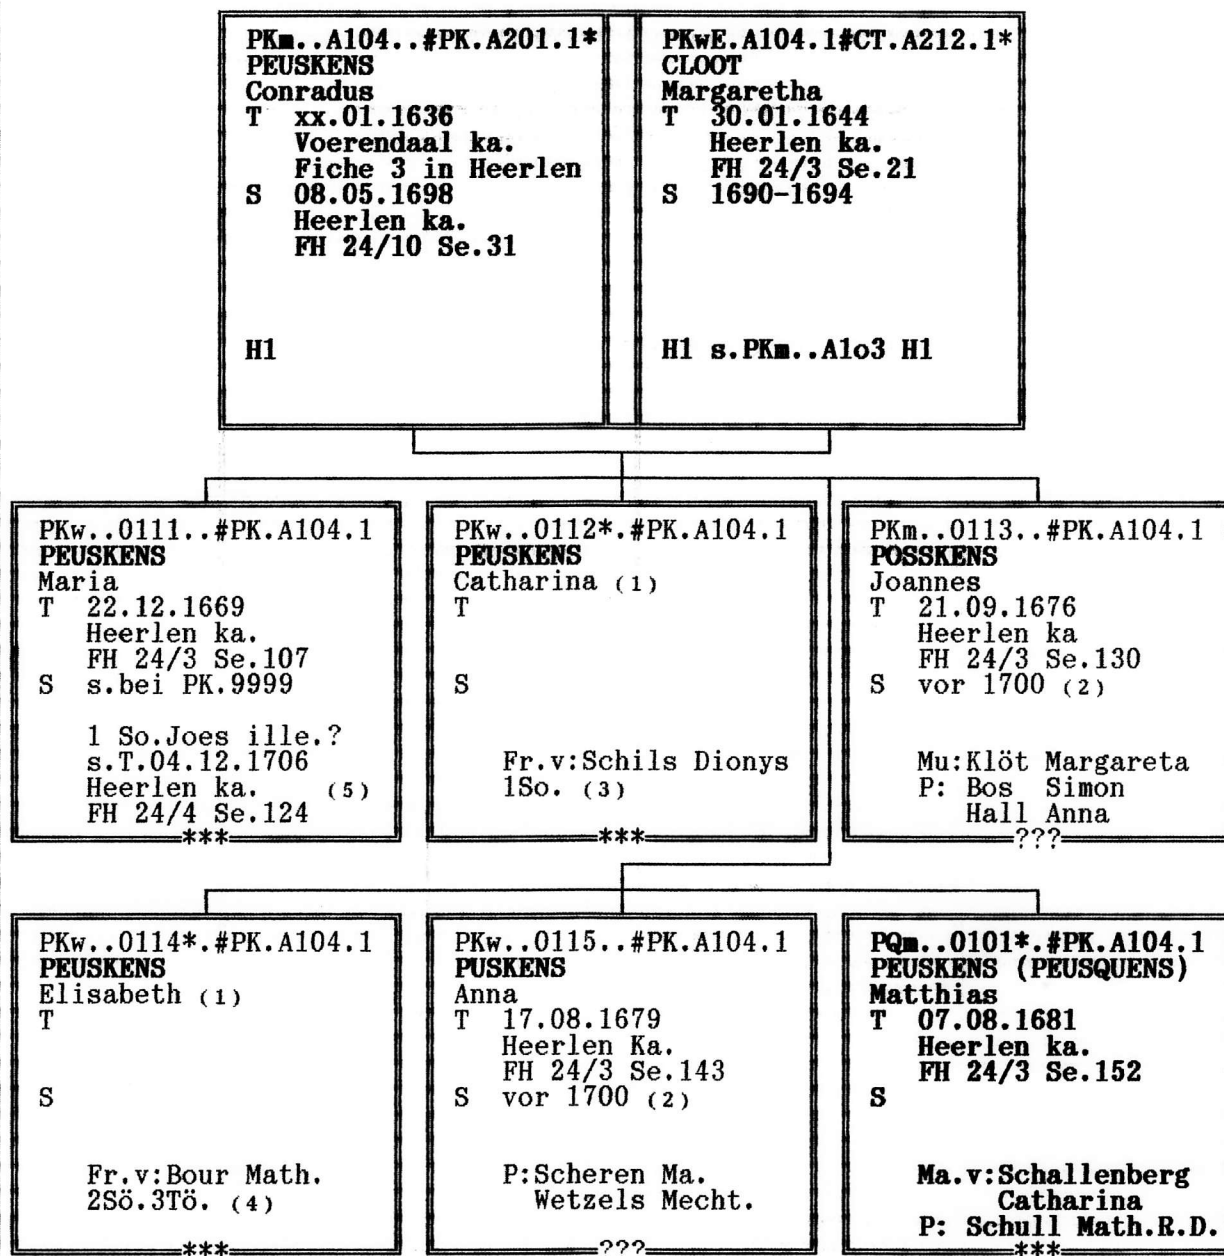 PKm..A104..#PK.A201.1*
PEUSKENS
Conradus
T xx.01.1636
Voerendaal ka.
Fiche 3 in Heerlen
S 08.05.1698
Heerlen ka.
FH 24/10 Se.31
H1
PKwE.A104.1#CT.A212.1*
CLOOT
Margaretha
T 30.01.1644
Heerlen ka.
FH 24/3 Se.21
S 1690-1694
H1 s.PKm..A1o3 H1
PKw..0111..#PK.A104.1
PEUSKENS
Maria
T 22.12.1669
Heerlen ka.
FH 24/3 Se.107
S s.bei PK.9999
1 So.Joes ille.?
s.T.04.12.1706
Heerlen ka. (5)
FH 24/4 Se.124
***
PKw..0112*.#PK.A104.1
PEUSKENS
Catharina (1)
T
S
Fr.v:Schils Dionys
1So. (3)
***
PKm..0113..#PK.A104.1
POSSKENS
Joannes
T 21.09.1676
Heerlen ka
FH 24/3 Se.130
S vor 1700 (2)
Mu:Klöt Margareta
P: Bos Simon
Hall Anna
???
PKw..0114*.#PK.A104.1
PEUSKENS
Elisabeth (1)
T
S
Fr.v:Bour Math.
2Sö.3Tö. (4)
***
PKw..0115..#PK.A104.1
PUSKENS
Anna
T 17.08.1679
Heerlen Ka.
FH 24/3 Se.143
S vor 1700 (2)
P:Scheren Ma.
Wetzels Mecht.
???
PQm..0101*.#PK.A104.1
PEUSKENS (PEUSQUENS)
Matthias
T 07.08.1681
Heerlen ka.
FH 24/3 Se.152
S
Ma.v:Schallenberg
Catharina
P: Schull Math.R.D.
***